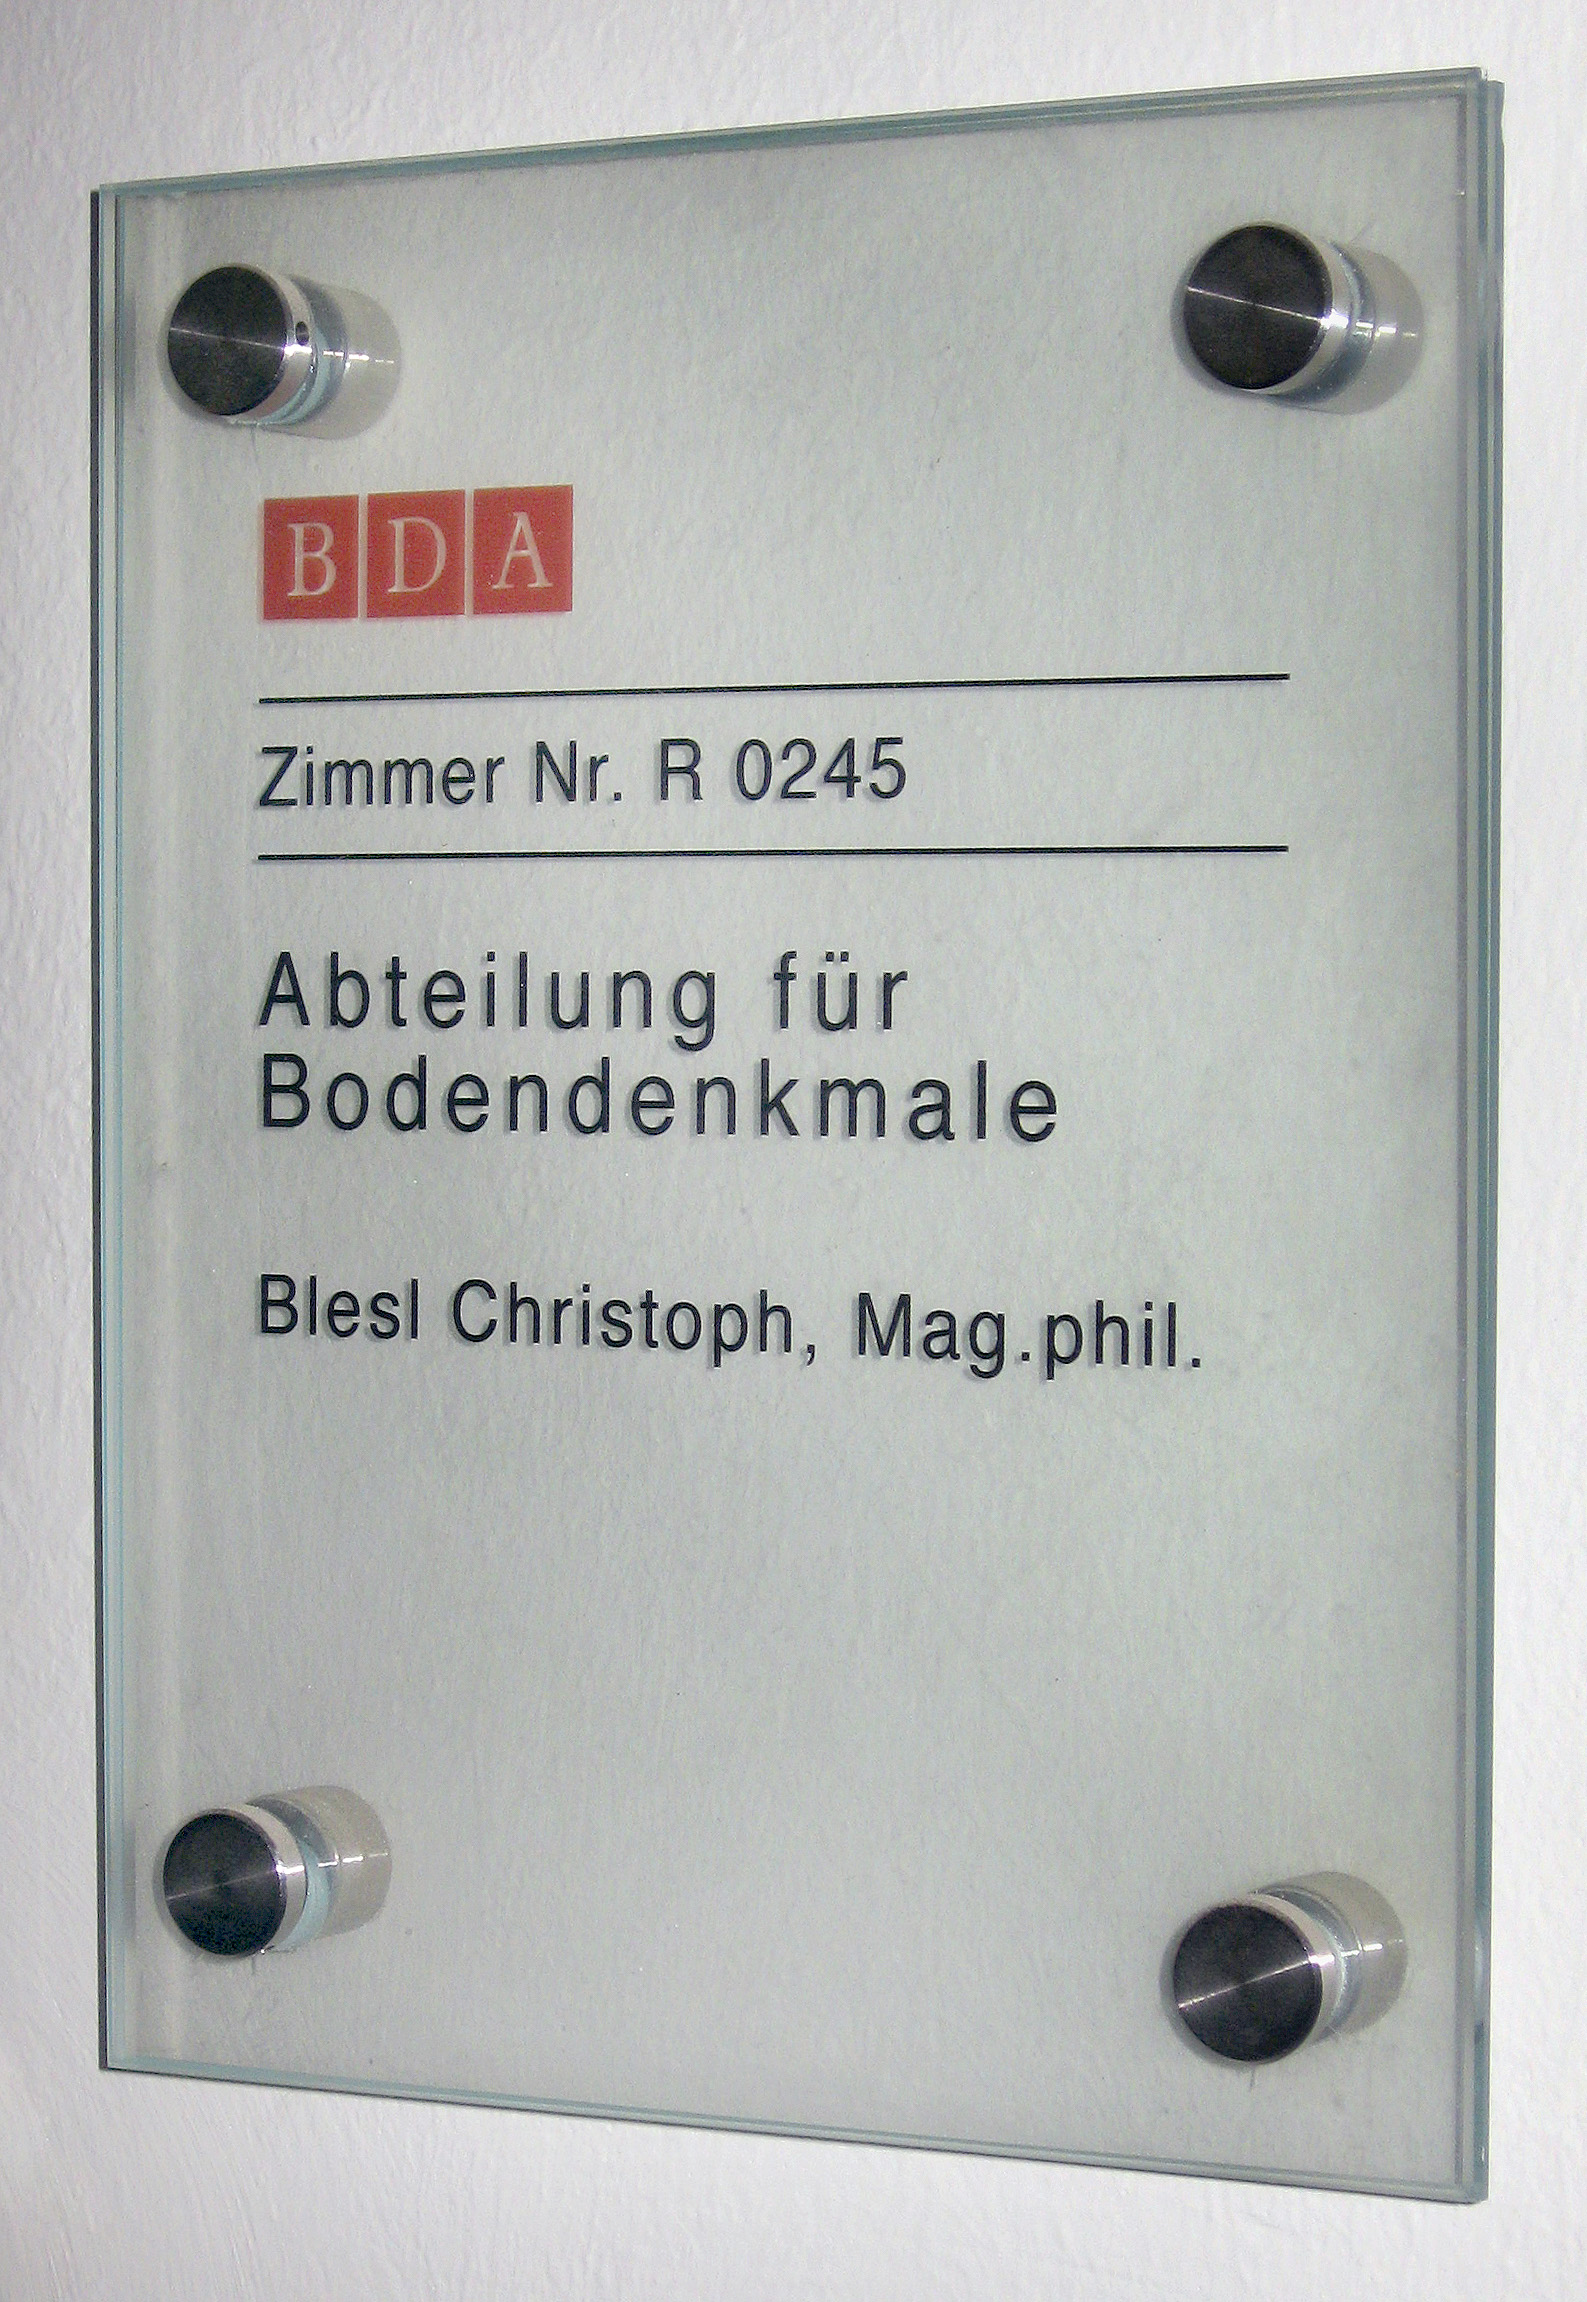 BDA
Zimmer Nr. R 0245
Abteilung für
Bodendenkmale
Blesl Christoph, Mag.phil.